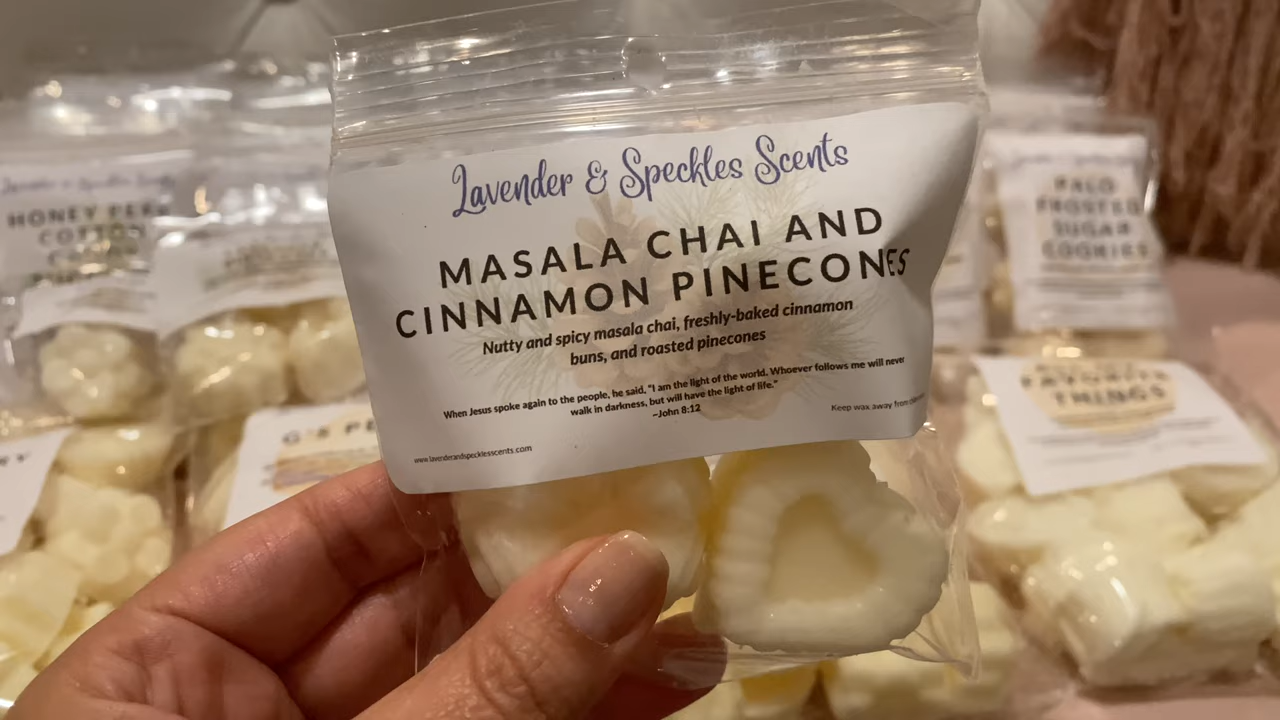 Lavender & Speckles Scents
MASALA CHAI AND
CINNAMON PINECONES
Nutty and spicy masala chai, freshly-baked cinnamon
buns, and roasted pinecones
When Jesus spoke again to the people, he said, "I am the light of the world. Whoever follows me will never
walk in darkness, but will have the light of life."
~John 8:12
Keep wax away from
www.lavenderandspecklesscents.com
HONEY
COTTON
PALO
FROSTED
SUGAR
COOKIES
FAVORITE
THINGS
G'S
RY